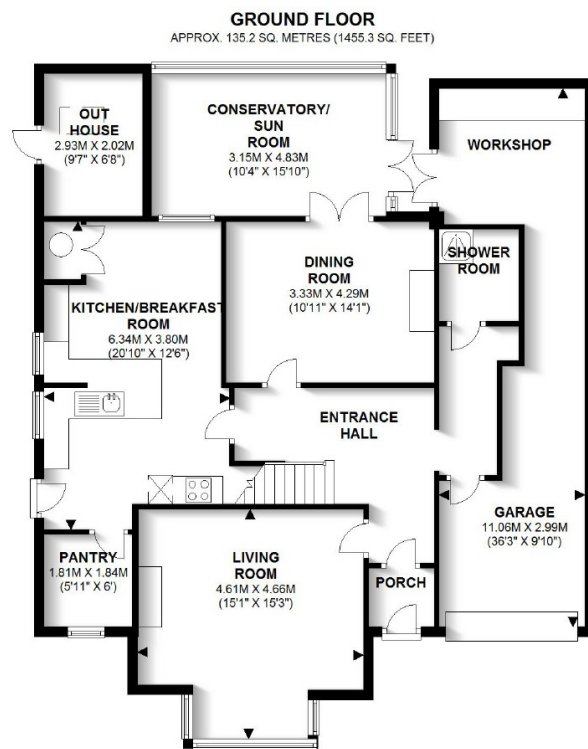 GROUND FLOOR
APPROX. 135.2 SQ. METRES (1455.3 SQ. FEET)
OUT
HOUSE
2.93M X 2.02M
(9'7" X 6'8")
CONSERVATORY/
SUN
ROOM
3.15M X 4.83M
(10'4" X 15'10")
WORKSHOP
DINING
ROOM
3.33M X 4.29M
(10'11" X 14'1")
SHOWER
ROOM
KITCHEN/BREAKFAST
ROOM
6.34M X 3.80M
(20'10" X 12'6")
ENTRANCE
HALL
GARAGE
11.06M X 2.99M
(36'3" X 9'10")
PANTRY
1.81M X 1.84M
(5'11" X 6')
LIVING
ROOM
4.61M X 4.66M
(15'1" X 15'3")
PORCH